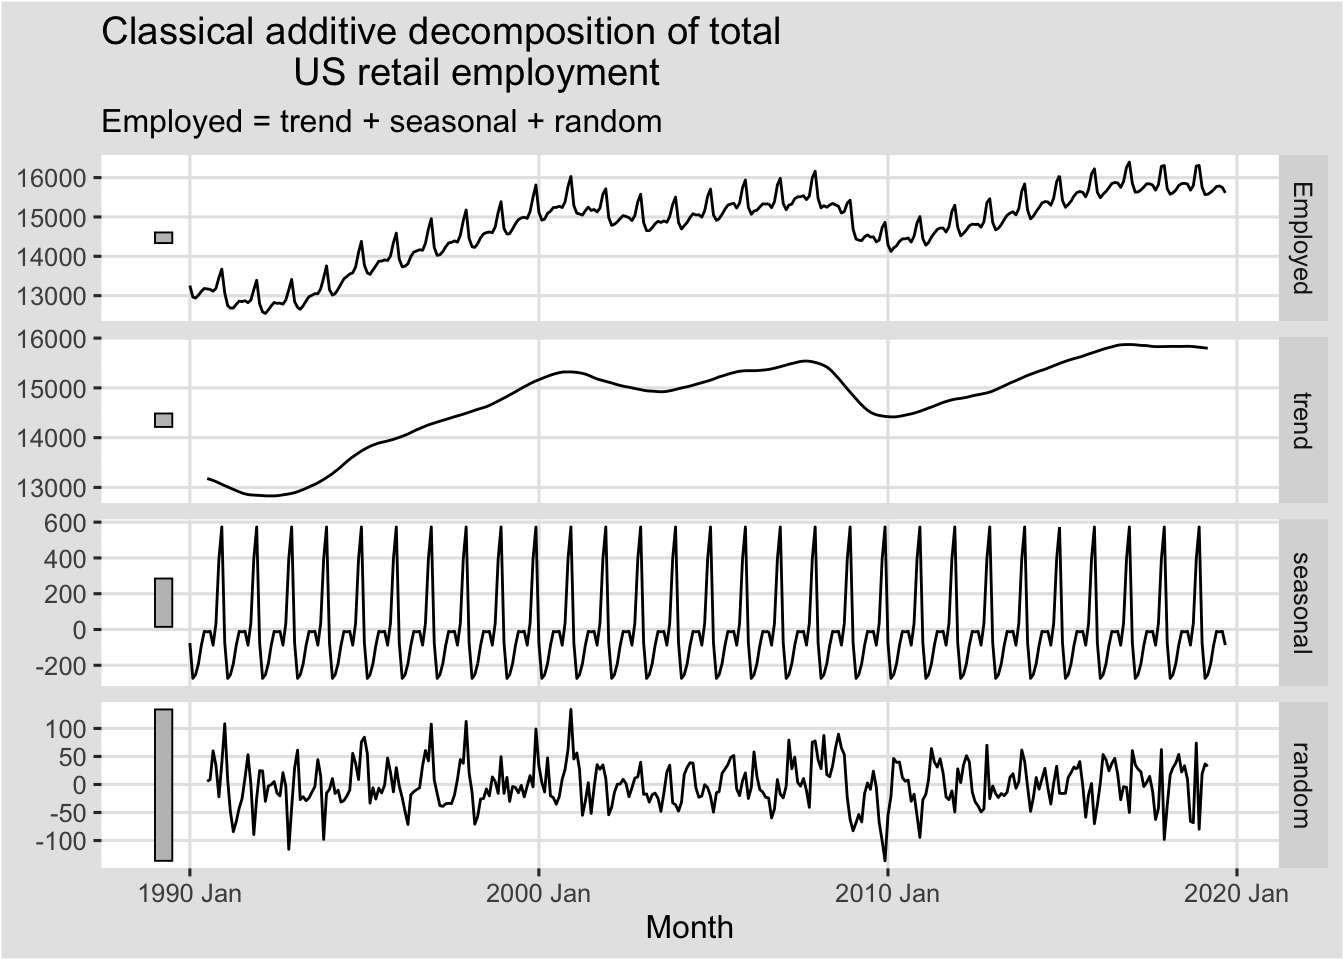 Classical additive decomposition of total
US retail employment
Employed = trend + seasonal + random
16000
15000
14000
13000
Employed
16000
15000
14000
13000
trend
600
400
200
0
-200
seasonal
100
50
0
-50
-100
random
1990 Jan
2000 Jan
2010 Jan
2020 Jan
Month